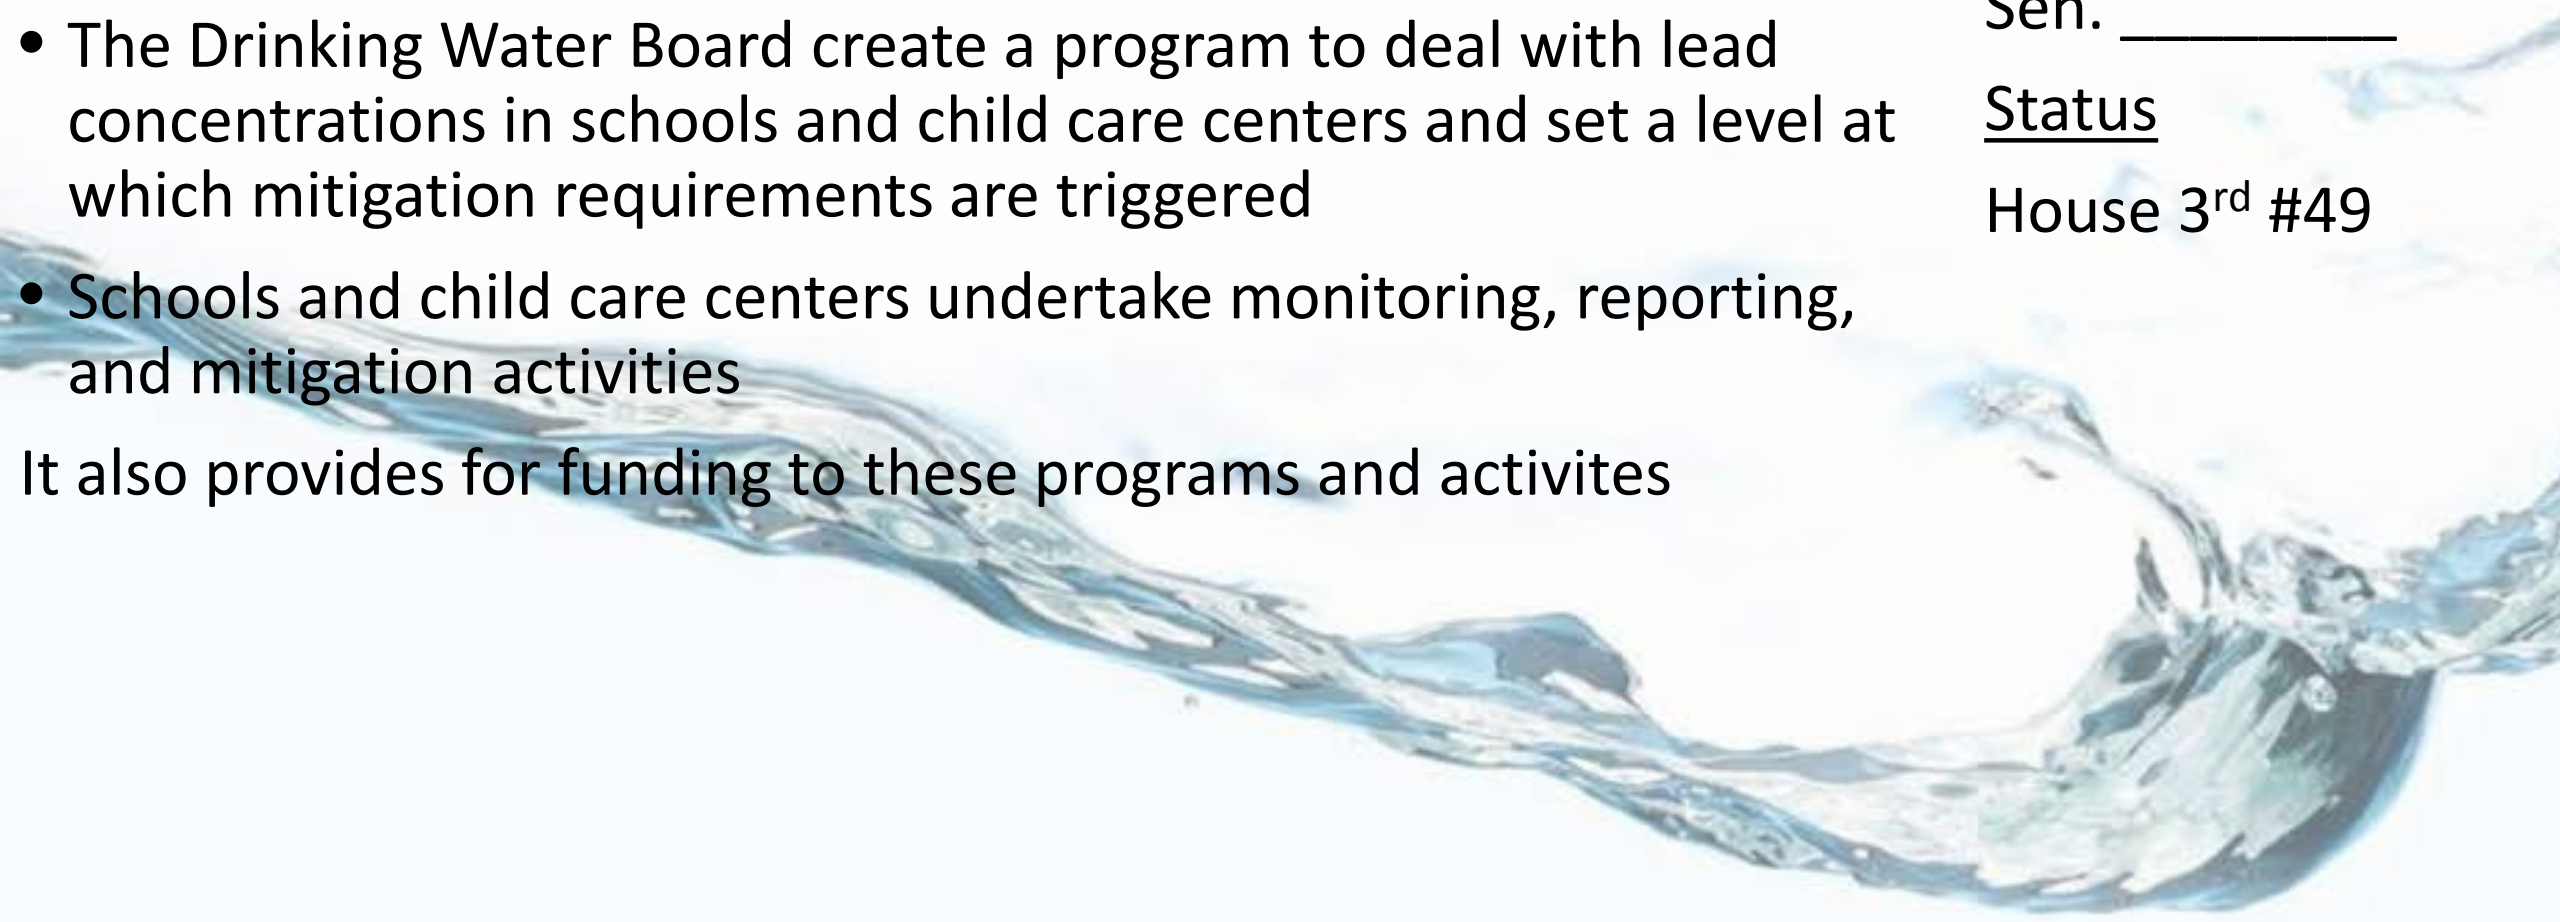 • The Drinking Water Board create a program to deal with lead
concentrations in schools and child care centers and set a level at
which mitigation requirements are triggered
• Schools and child care centers undertake monitoring, reporting,
and mitigation activities
It also provides for funding to these programs and activites
Sen. ________
Status
House 3rd #49